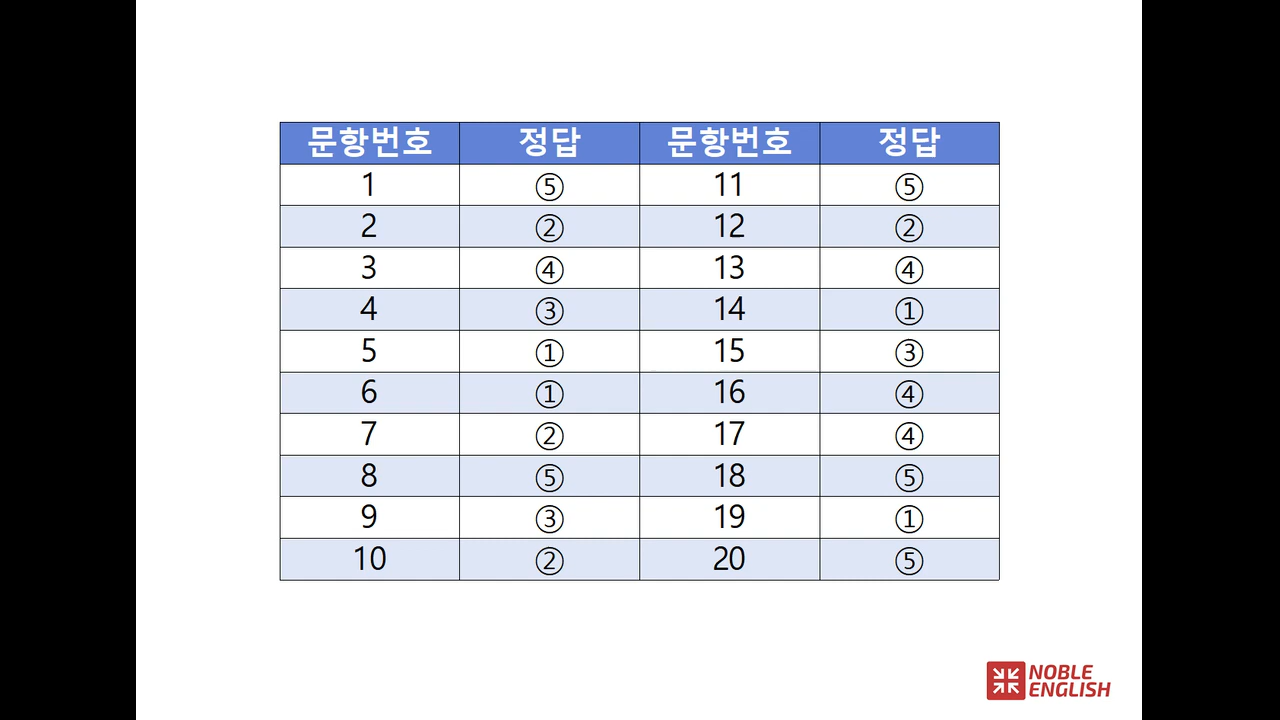 문항번호 정답 문항번호 정답
1 ⑤ 11 ⑤
2 ② 12 ②
3 ④ 13 ④
4 ③ 14 ①
5 ① 15 ③
6 ① 16 ④
7 ② 17 ④
8 ⑤ 18 ⑤
9 ③ 19 ①
10 ② 20 ⑤
NOBLE
ENGLISH